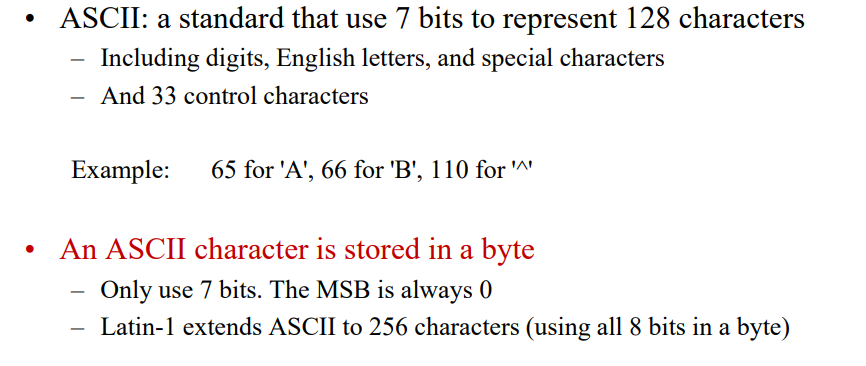 • ASCII: a standard that use 7 bits to represent 128 characters
– Including digits, English letters, and special characters
– And 33 control characters
Example: 65 for 'A', 66 for 'B', 110 for '^'
• An ASCII character is stored in a byte
– Only use 7 bits. The MSB is always 0
– Latin-1 extends ASCII to 256 characters (using all 8 bits in a byte)